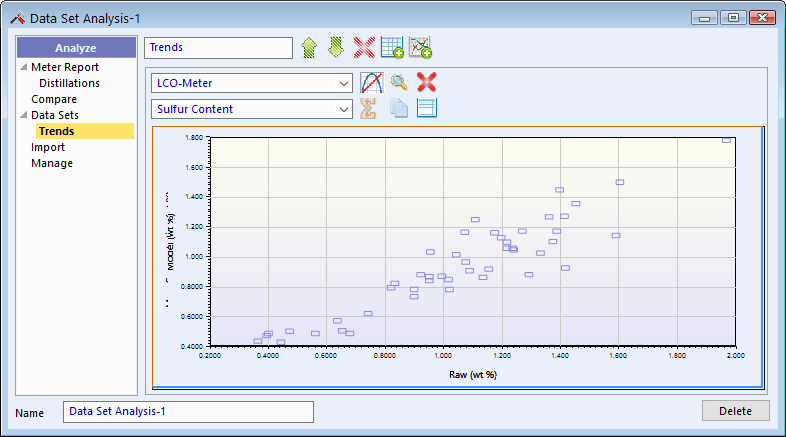 Data Set Analysis-1
Analyze
Meter Report
Distillations
Compare
Data Sets
Trends
Import
Manage
Trends
LCO-Meter
Sulfur Content
1.800
1.600
1.400
1.200
1.000
0.8000
0.6000
0.4000
0.2000 0.4000 0.6000 0.8000 1.000 1.200 1.400 1.600 1.800 2.000
Raw (wt %)
Name
Data Set Analysis-1
Delete